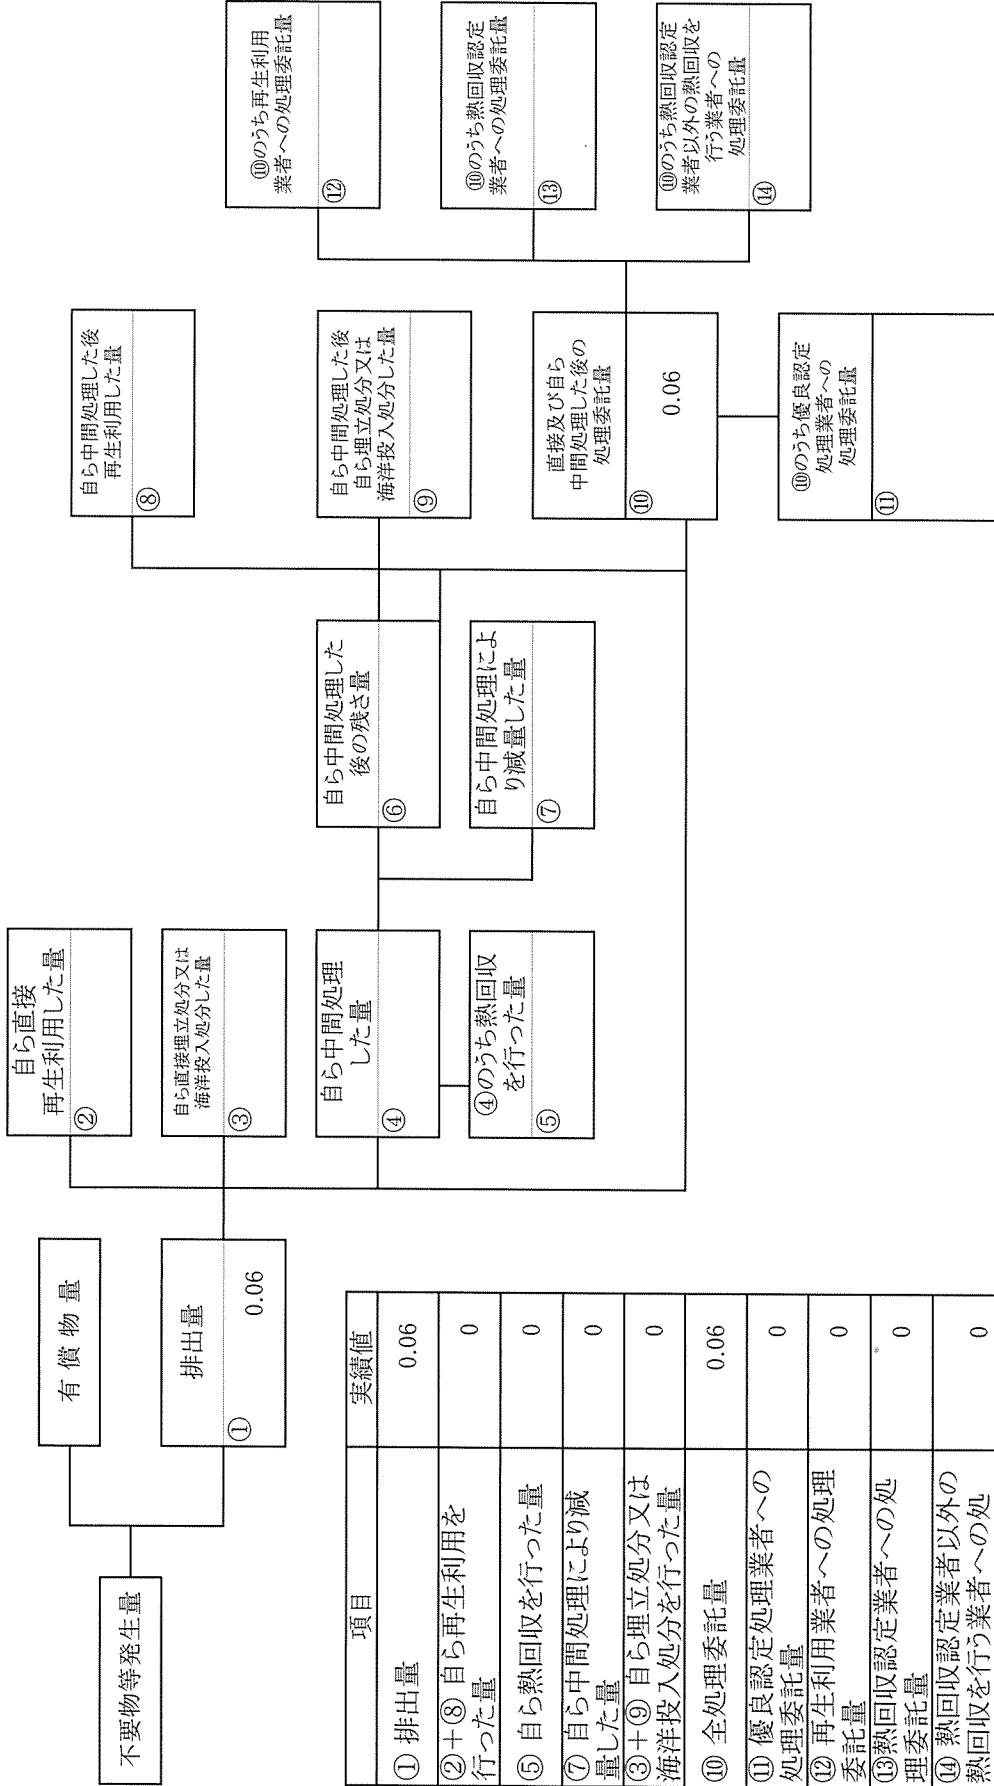 不要物等発生量
有 償 物 量
排出量
①
0.06
自ら直接
再生利用した量
②
自ら直接埋立処分又は
海洋投入処分した量
③
自ら中間処理
した量
④
④のうち熱回収
を行った量
⑤
自ら中間処理した
後の残さ量
⑥
自ら中間処理によ
り減量した量
⑦
自ら中間処理した後
再生利用した量
⑧
自ら中間処理した後
自ら埋立処分又は
海洋投入処分した量
⑨
直接及び自ら
中間処理した後の
処理委託量
⑩
0.06
⑩のうち優良認定
処理業者への
処理委託量
⑪
⑩のうち再生利用
業者への処理委託量
⑫
⑩のうち熱回収認定
業者への処理委託量
⑬
⑩のうち熱回収認定
業者以外の熱回収を
行う業者への
処理委託量
⑭
項目 実績値
① 排出量 0.06
②+⑧ 自ら再生利用を
行った量 0
⑤ 自ら熱回収を行った量 0
⑦ 自ら中間処理により減
量した量 0
③+⑨ 自ら埋立処分又は
海洋投入処分を行った量 0
⑩ 全処理委託量 0.06
⑪ 優良認定処理業者への
処理委託量 0
⑫ 再生利用業者への処理
委託量 0
⑬熱回収認定業者への処
理委託量 0
⑭ 熱回収認定業者以外の
熱回収を行う業者への処 0